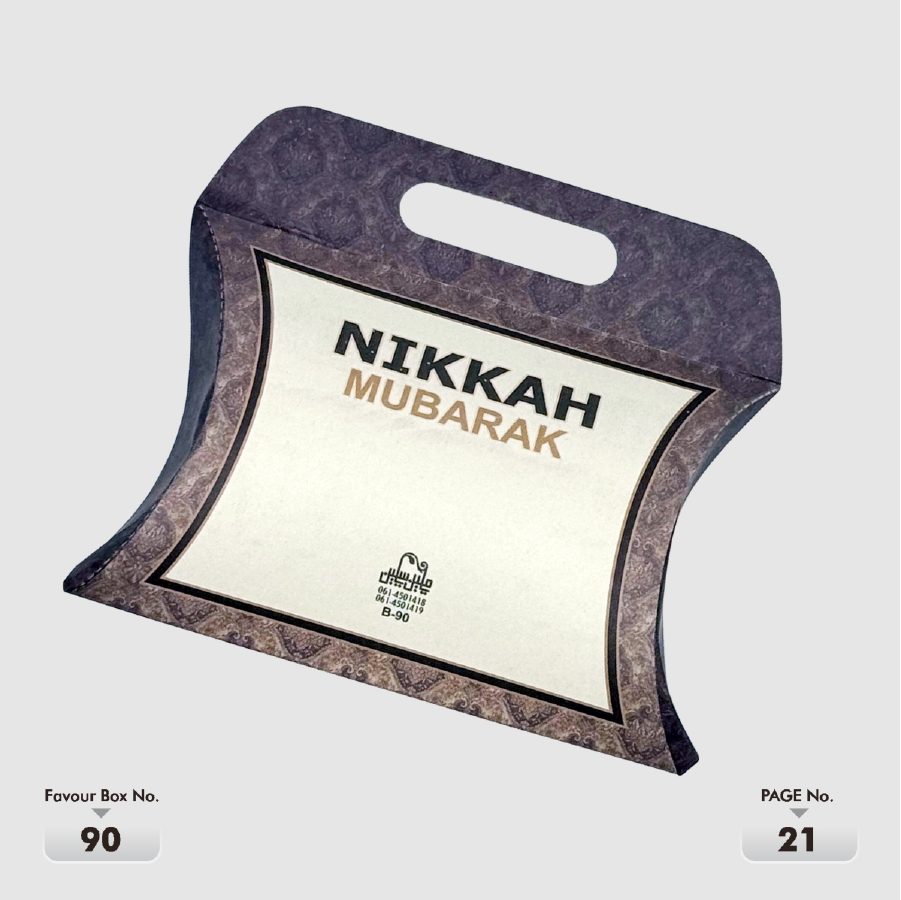 NIKKAH
MUBARAK
061-4501418
061-4501419
B-90
Favour Box No.
PAGE No.
90
21